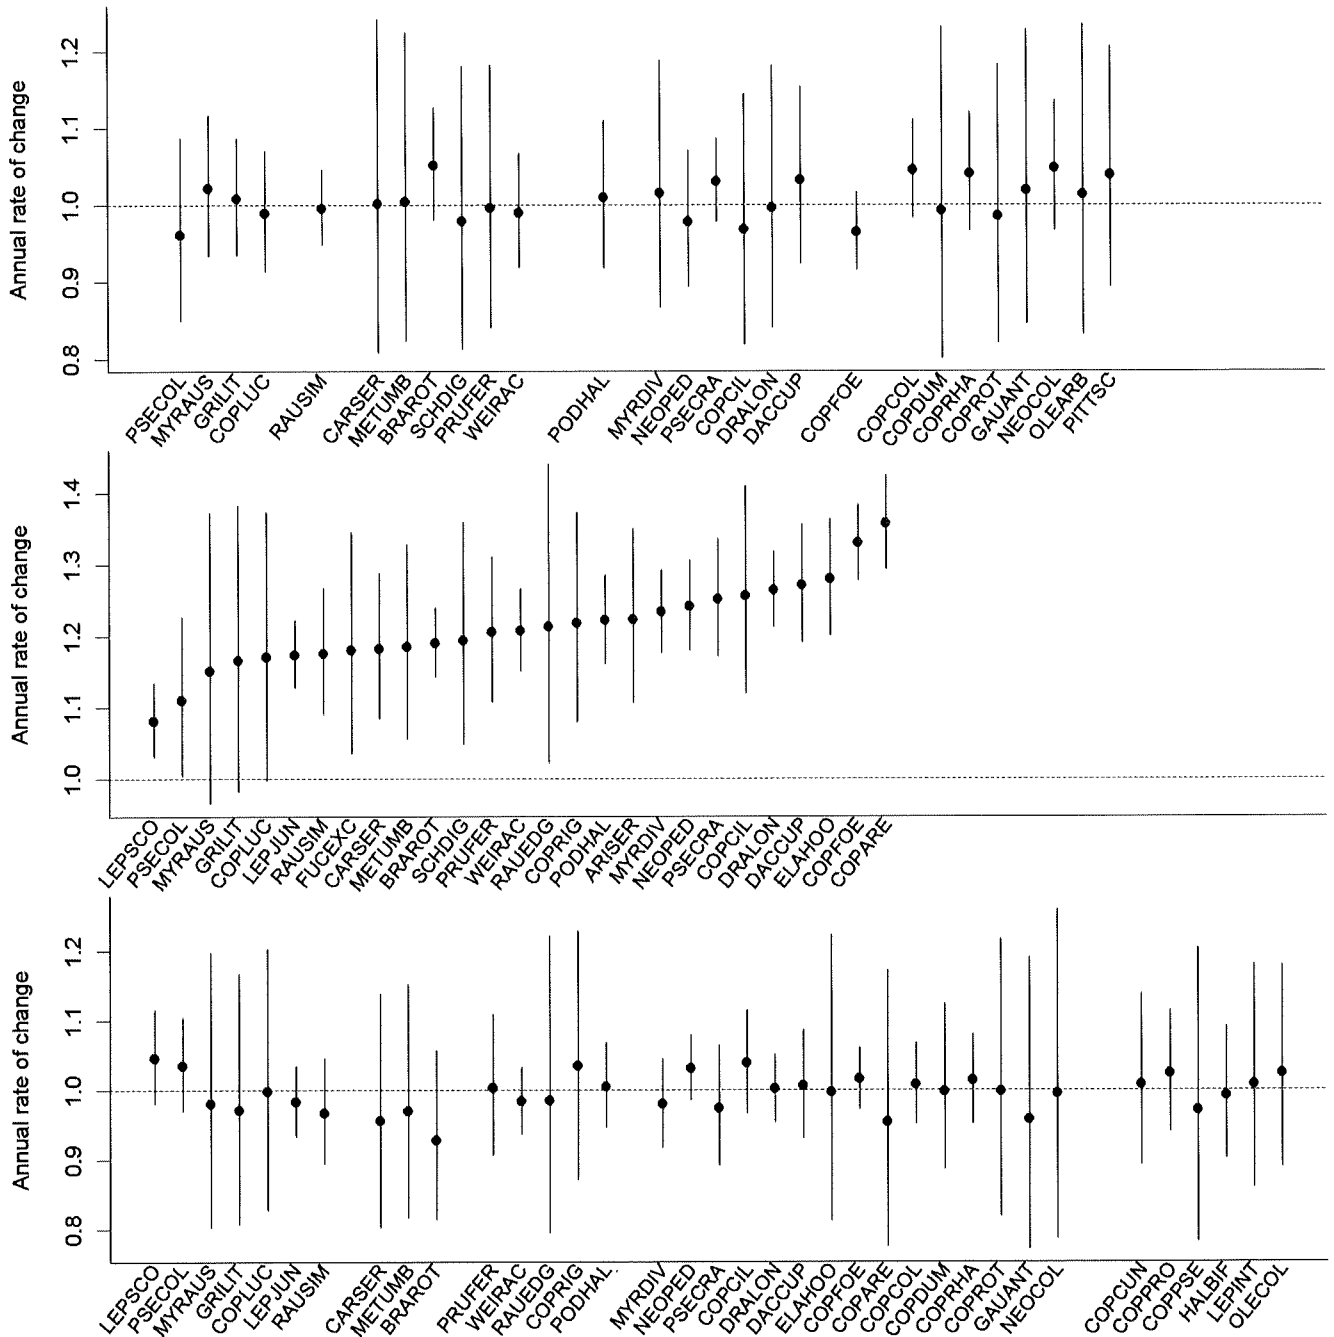 Annual rate of change
1.2
1.1
1.0
0.9
0.8
PSECOL MYRAUS GRILIT COPLUC RAUSIM CARSER METUMB BRAROT SCHDIG PRUFER WEIRAC PODHAL MYRDIV NEOPED PSECRA COPCIL DRALON DACCUP COPFOE COPCOL COPDUM COPRHA COPROT GAUANT NEOCOL OLEARB PITTSC
Annual rate of change
1.4
1.3
1.2
1.1
1.0
LEPSCO PSECOL MYRAUS GRILIT COPLUC LEPJUN RAUSIM FUCEXC CARSER METUMB BRAROT SCHDIG PRUFER WEIRAC RAUEDG COPRIG PODHAL ARISER MYRDIV NEOPED PSECRA COPCIL DRALON DACCUP ELAHOO COPFOE COPARE
Annual rate of change
1.2
1.1
1.0
0.9
0.8
LEPSCO PSECOL MYRAUS GRILIT COPLUC LEPJUN RAUSIM CARSER METUMB BRAROT PRUFER WEIRAC RAUEDG COPRIG PODHAL. MYRDIV NEOPED PSECRA COPCIL DRALON DACCUP ELAHOO COPFOE COPARE COPCOL COPDUM COPRHA COPROT GAUANT NEOCOL COPCUN COPPRO COPPSE HALBIF LEPINT OLECOL